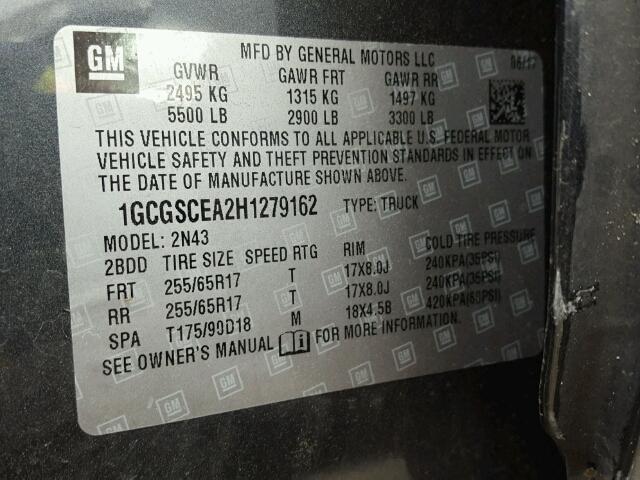 GM
MFD BY GENERAL MOTORS LLC
GVWR GAWR FRT GAWR RR
2495 KG 1315 KG 1497 KG
5500 LB 2900 LB 3300 LB
THIS VEHICLE CONFORMS TO ALL APPLICABLE U.S. FEDERAL MOTOR
VEHICLE SAFETY AND THEFT PREVENTION STANDARDS IN EFFECT ON
THE DATE OF MANUFACTURE SHOWN ABOVE.
1GCGSCEA2H1279162 TYPE: TRUCK
MODEL: 2N43
2BDD TIRE SIZE SPEED RTG RIM COLD TIRE PRESSURE
FRT 255/65R17 T 17X8.0J 240KPA(35PSI)
RR 255/65R17 T 17X8.0J 240KPA(35PSI)
SPA T175/90D18 M 18X4.5B 420KPA(60PSI)
SEE OWNER'S MANUAL FOR MORE INFORMATION.